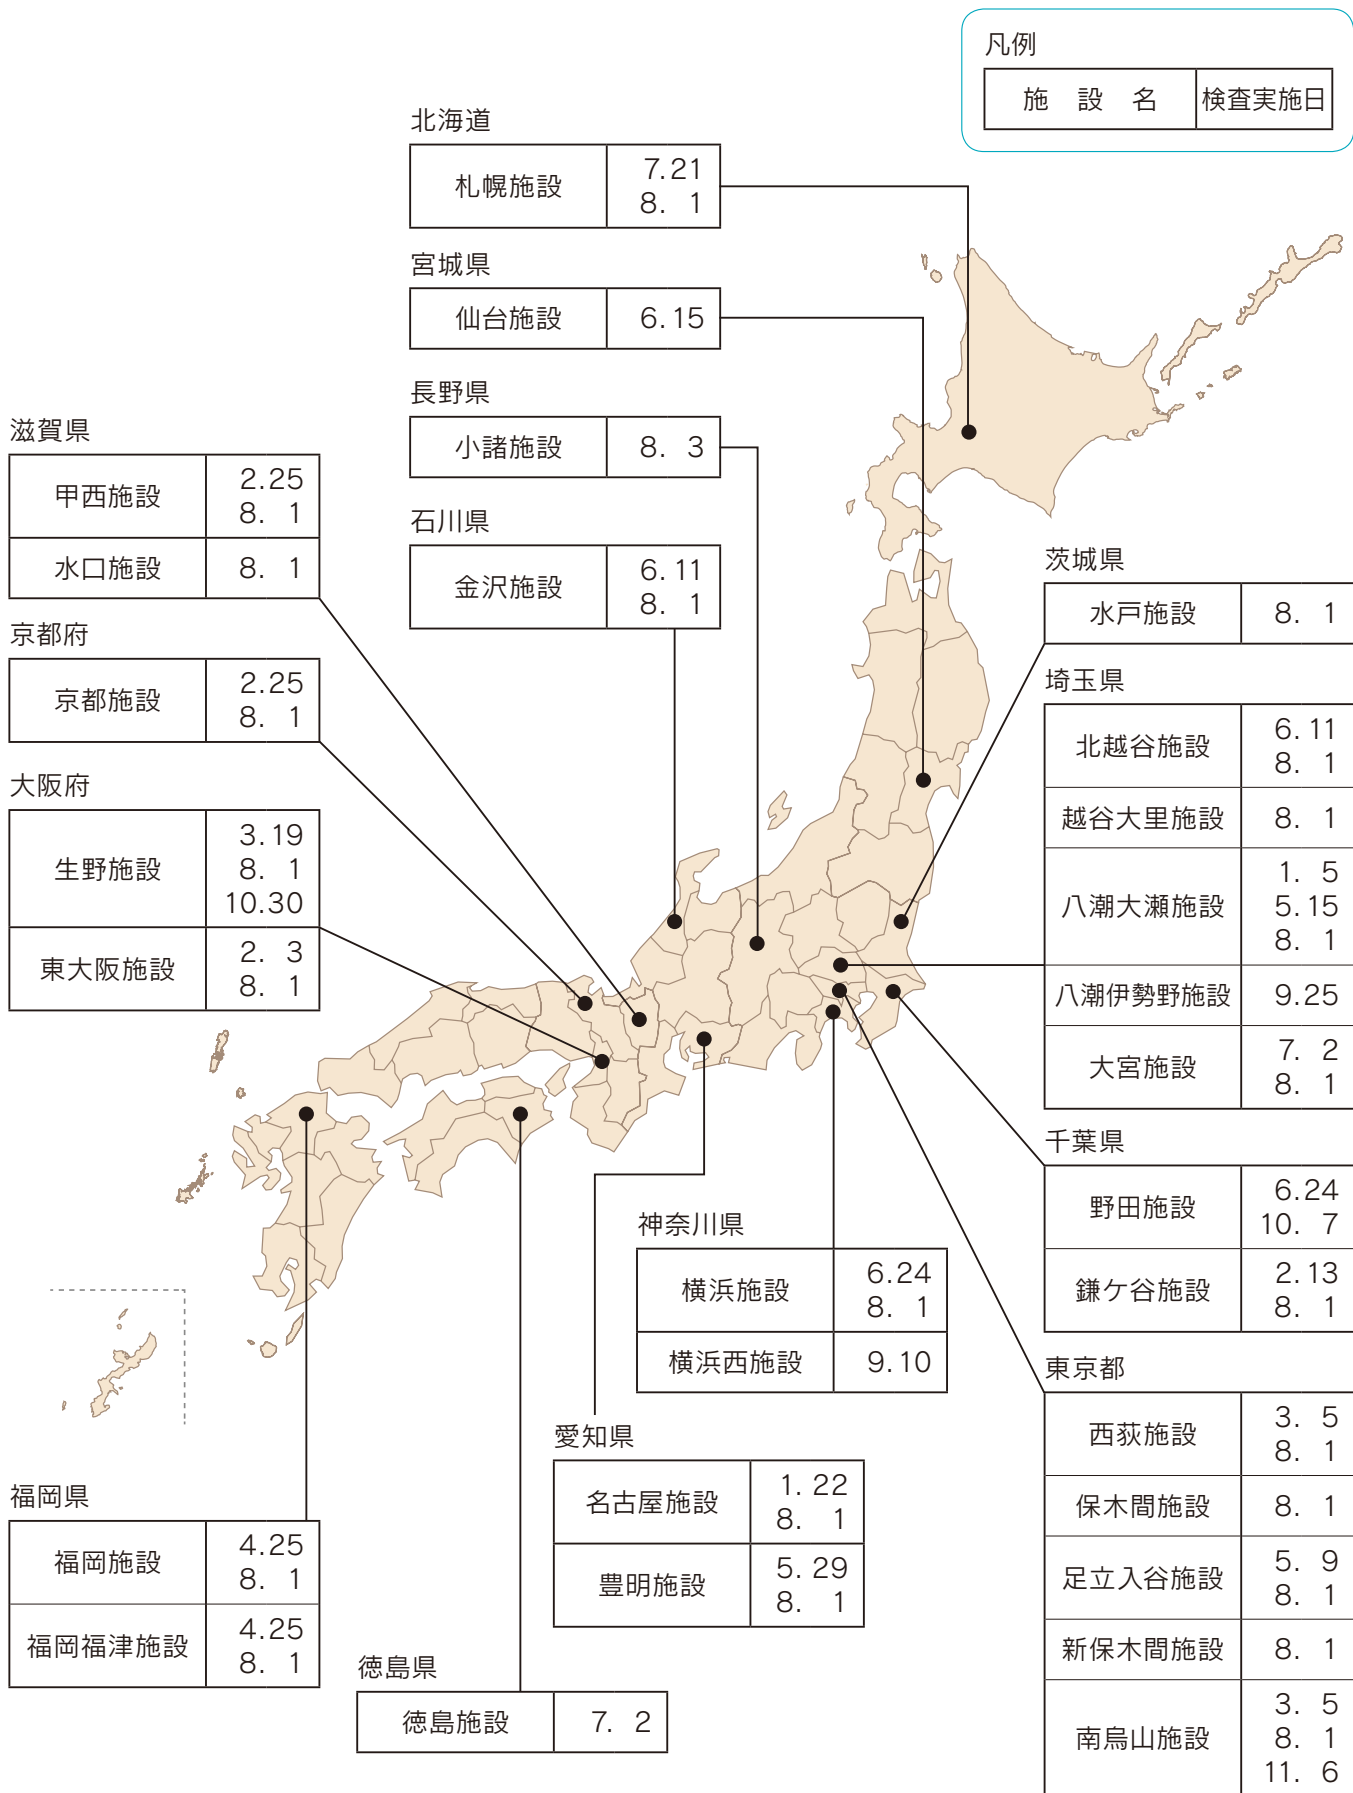 凡例
施 設 名 検査実施日
北海道
札幌施設 7.21
8. 1
宮城県
仙台施設 6.15
長野県
小諸施設 8. 3
石川県
金沢施設 6.11
8. 1
滋賀県
甲西施設 2.25
8. 1
水口施設 8. 1
京都府
京都施設 2.25
8. 1
大阪府
生野施設 3.19
8. 1
10.30
東大阪施設 2. 3
8. 1
茨城県
水戸施設 8. 1
埼玉県
北越谷施設 6.11
8. 1
越谷大里施設 8. 1
八潮大瀬施設 1. 5
5.15
8. 1
八潮伊勢野施設 9.25
大宮施設 7. 2
8. 1
千葉県
野田施設 6.24
10. 7
鎌ケ谷施設 2.13
8. 1
東京都
西荻施設 3. 5
8. 1
保木間施設 8. 1
足立入谷施設 5. 9
8. 1
新保木間施設 8. 1
南烏山施設 3. 5
8. 1
11. 6
神奈川県
横浜施設 6.24
8. 1
横浜西施設 9.10
愛知県
名古屋施設 1.22
8. 1
豊明施設 5.29
8. 1
徳島県
徳島施設 7. 2
福岡県
福岡施設 4.25
8. 1
福岡福津施設 4.25
8. 1